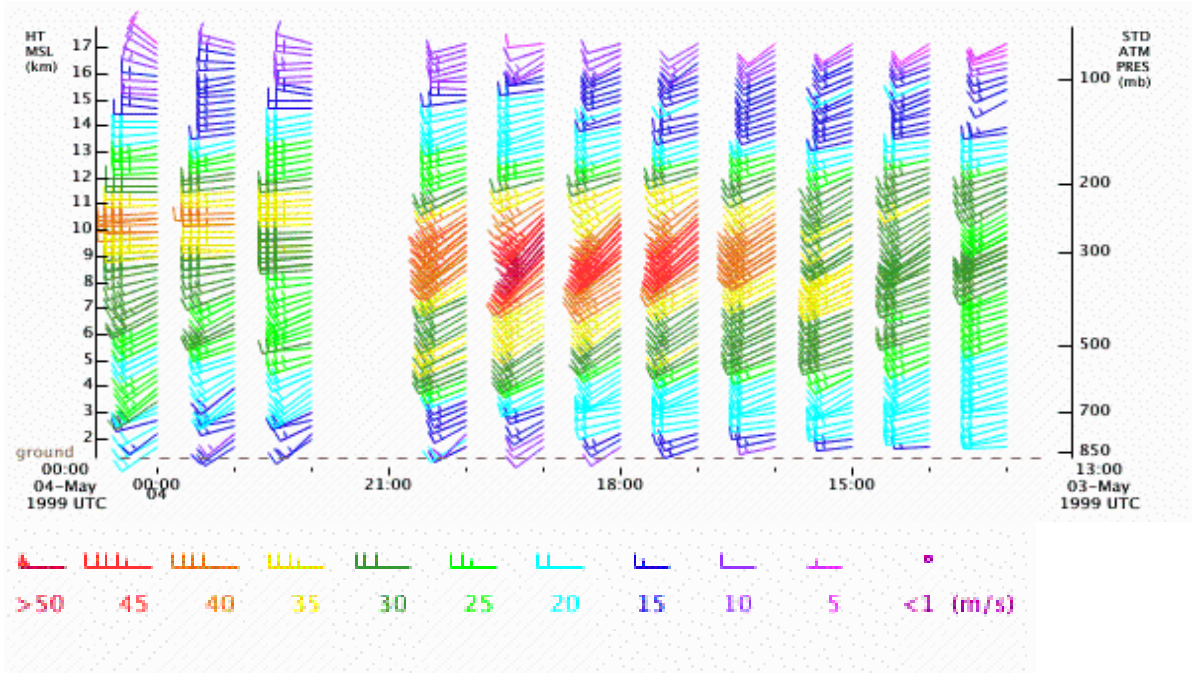 HT
MSL
(km)
17
16
15
14
13
12
11
10
9
8
7
6
5
4
3
2
ground
STD
ATM
PRES
(mb)
100
200
300
500
700
850
00:00
04-May
1999 UTC
00:00
04
21:00
18:00
15:00
13:00
03-May
1999 UTC
>50 45 40 35 30 25 20 15 10 5 <1 (m/s)